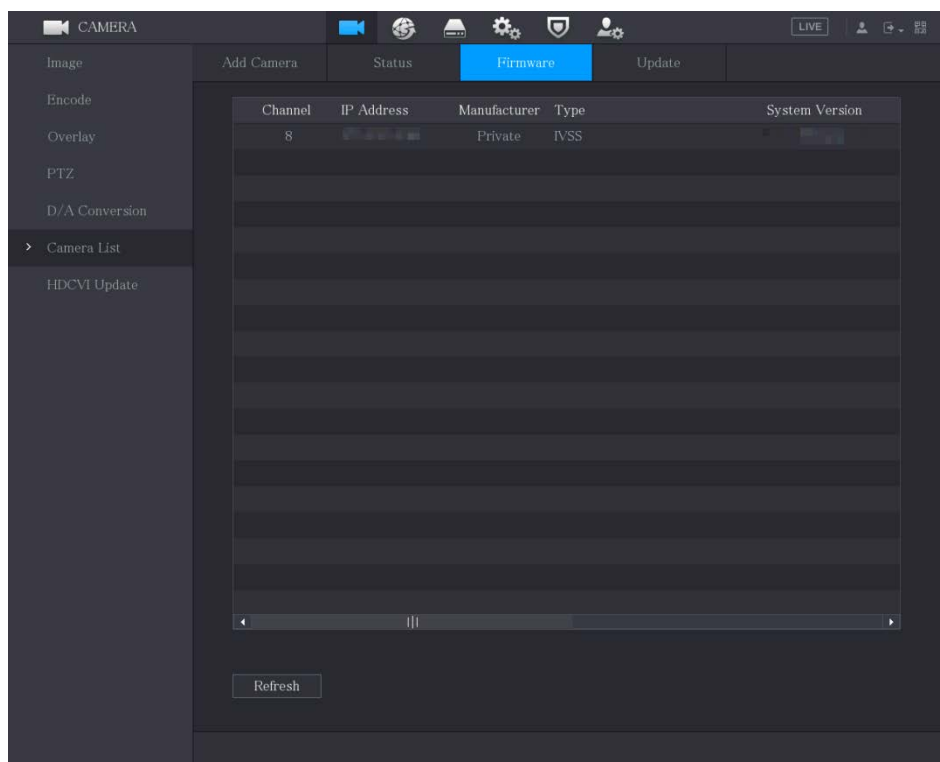 CAMERA LIVE
Image
Encode
Overlay
PTZ
D/A Conversion
Camera List
HDCVI Update
Add Camera Status Firmware Update
Channel IP Address Manufacturer Type System Version
8 Private IVSS
Refresh